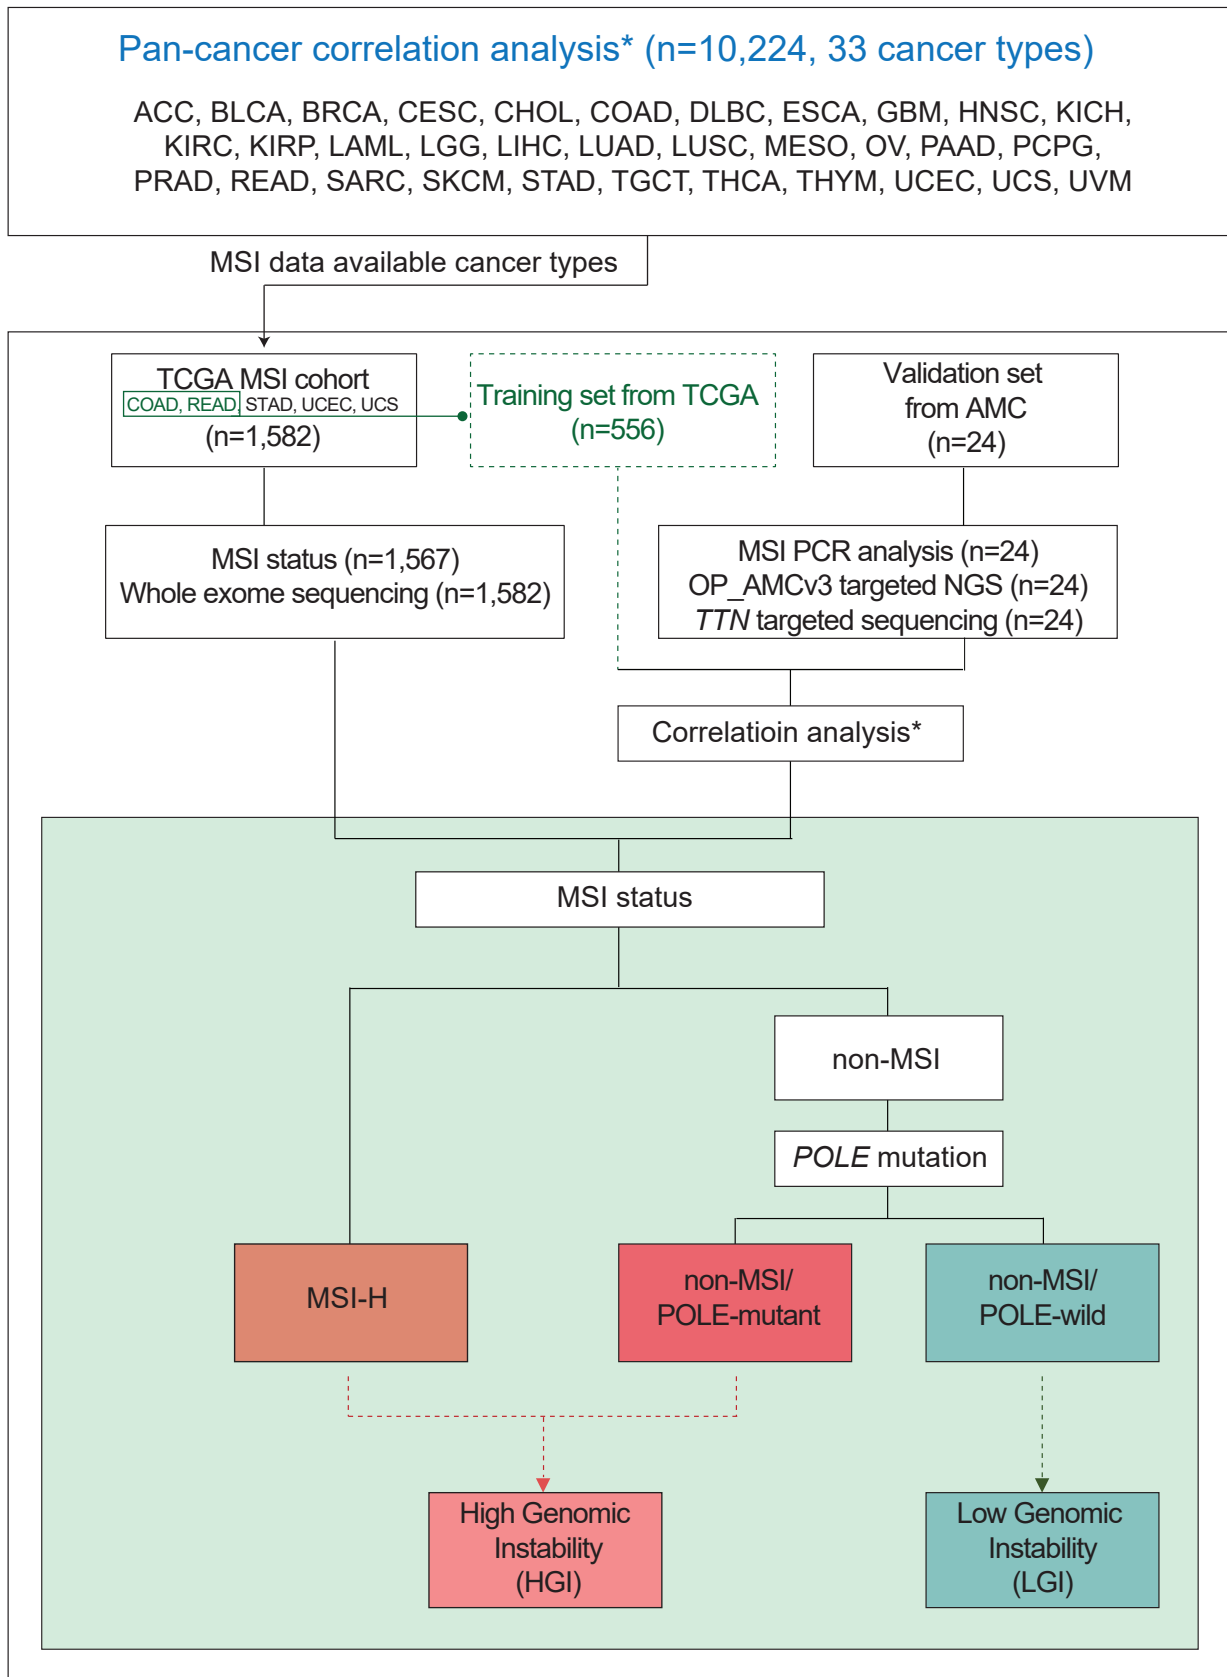 Pan-cancer correlation analysis* (n=10,224, 33 cancer types)
ACC, BLCA, BRCA, CESC, CHOL, COAD, DLBC, ESCA, GBM, HNSC, KICH,
KIRC, KIRP, LAML, LGG, LIHC, LUAD, LUSC, MESO, OV, PAAD, PCPG,
PRAD, READ, SARC, SKCM, STAD, TGCT, THCA, THYM, UCEC, UCS, UVM
MSI data available cancer types
TCGA MSI cohort
COAD, READ, STAD, UCEC, UCS
(n=1,582)
Training set from TCGA
(n=556)
Validation set
from AMC
(n=24)
MSI status (n=1,567)
Whole exome sequencing (n=1,582)
MSI PCR analysis (n=24)
OP_AMCv3 targeted NGS (n=24)
TTN targeted sequencing (n=24)
Correlatioin analysis*
MSI status
non-MSI
POLE mutation
MSI-H
non-MSI/
POLE-mutant
non-MSI/
POLE-wild
High Genomic
Instability
(HGI)
Low Genomic
Instability
(LGI)